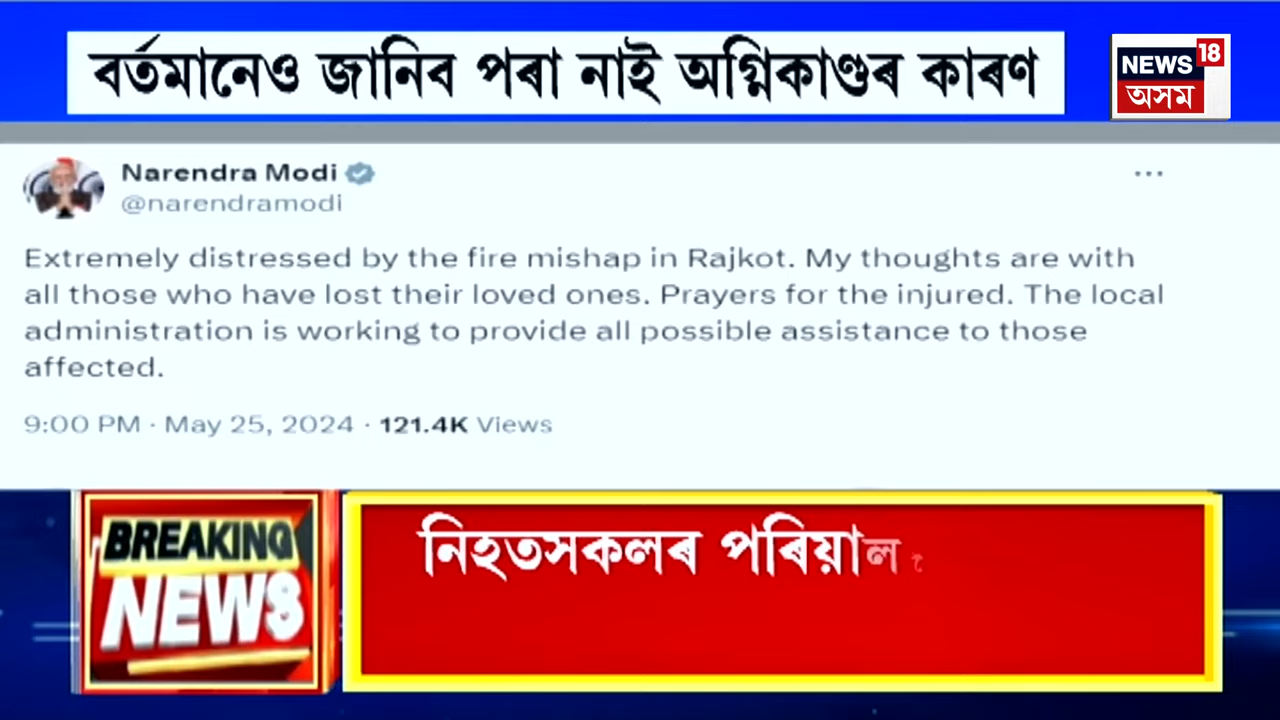 বৰ্তমানেও জানিব পৰা নাই অগ্নিকাণ্ডৰ কাৰণ
NEWS 18
অসম
Narendra Modi
@narendramodi
Extremely distressed by the fire mishap in Rajkot. My thoughts are with
all those who have lost their loved ones. Prayers for the injured. The local
administration is working to provide all possible assistance to those
affected.
9:00 PM · May 25, 2024 · 121.4K Views
BREAKING
NEWS
নিহতসকলৰ পৰিয়াল